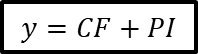 y = CF + PI